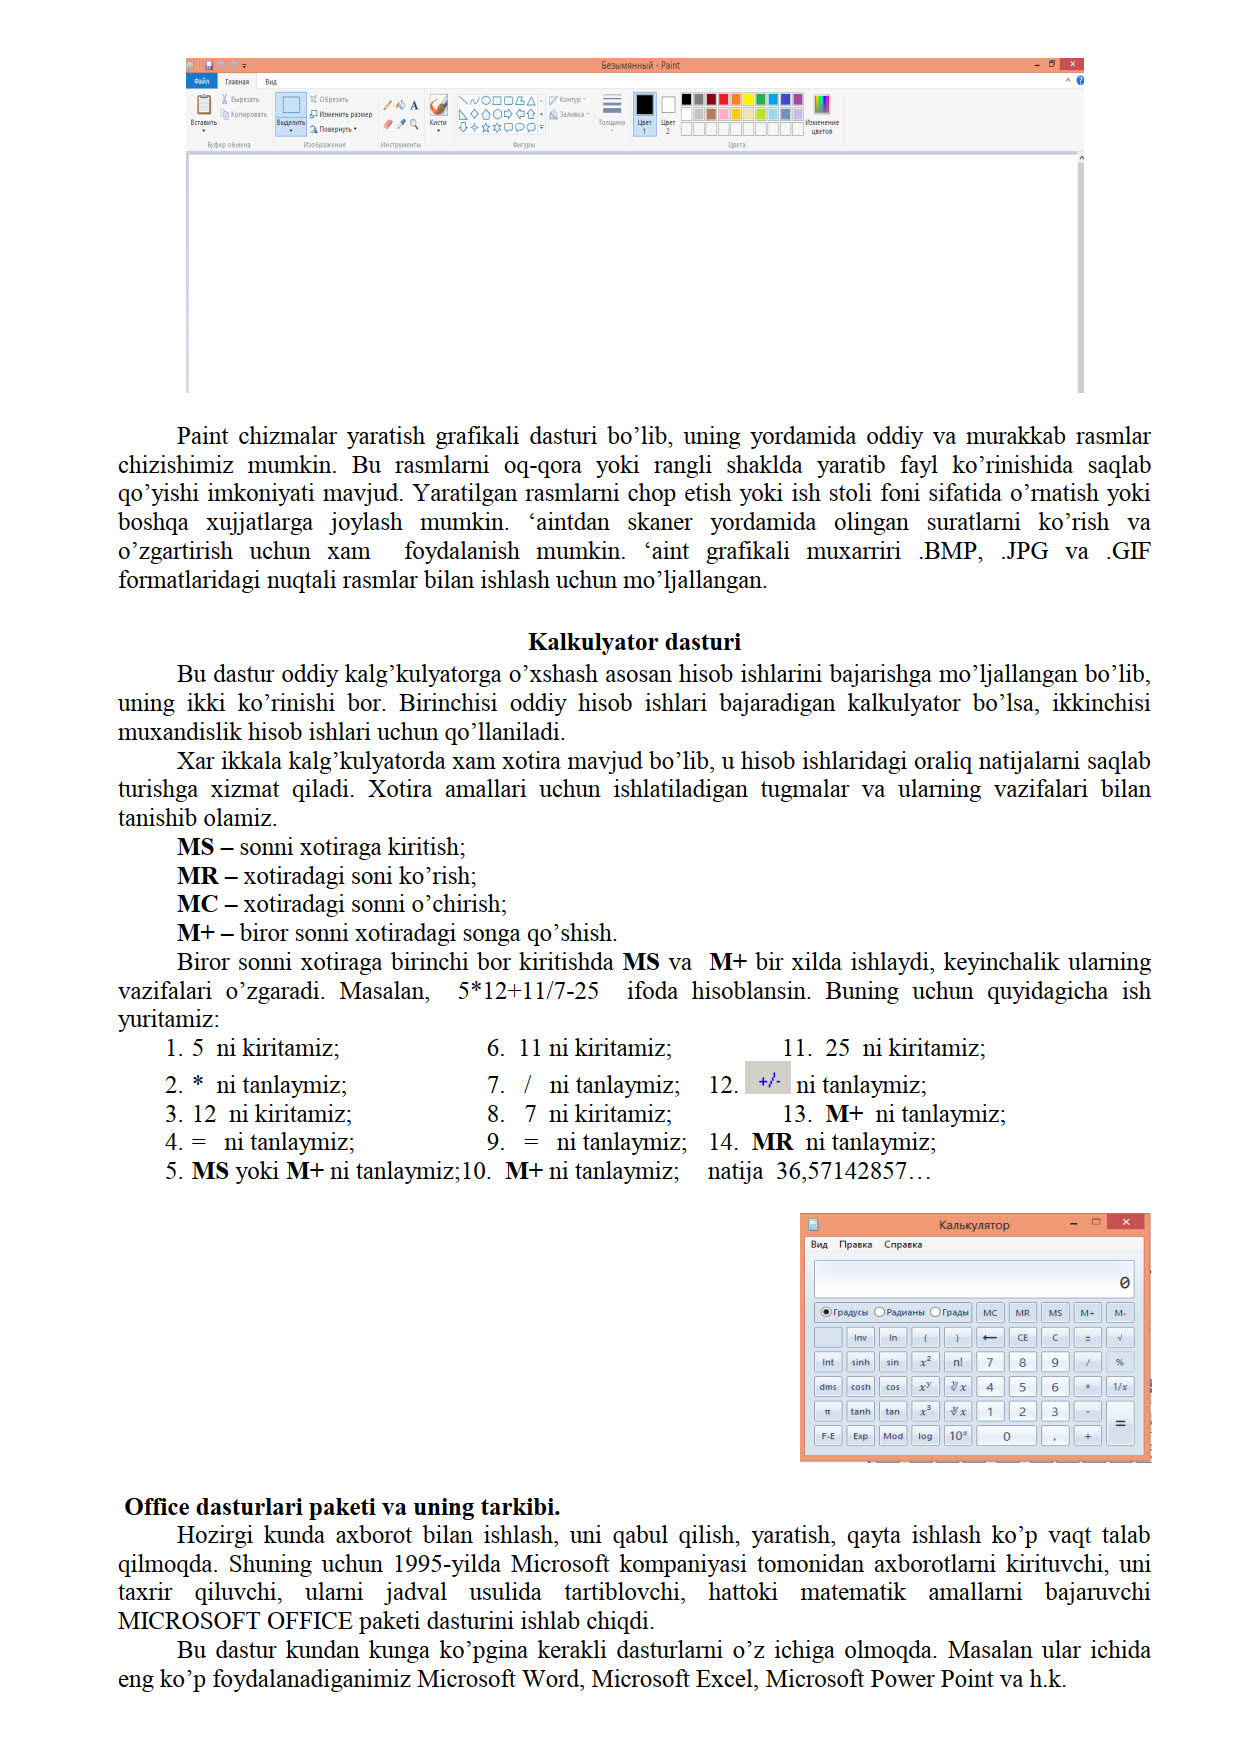 Безымянный - Paint
Файл Главная Вид
Вставить Вырезать Копировать
Буфер обмена
Выделить Обрезать Изменить размер Повернуть
Изображение
A
Инструменты
Кисти
Контур Заливка
Фигуры
Толщина
Цвет 1 Цвет 2
Изменение цветов
Цвета
Paint chizmalar yaratish grafikali dasturi bo’lib, uning yordamida oddiy va murakkab rasmlar
chizishimiz mumkin. Bu rasmlarni oq-qora yoki rangli shaklda yaratib fayl ko’rinishida saqlab
qo’yishi imkoniyati mavjud. Yaratilgan rasmlarni chop etish yoki ish stoli foni sifatida o’rnatish yoki
boshqa xujjatlarga joylash mumkin. ‘aintdan skaner yordamida olingan suratlarni ko’rish va
o’zgartirish uchun xam foydalanish mumkin. ‘aint grafikali muxarriri .BMP, .JPG va .GIF
formatlaridagi nuqtali rasmlar bilan ishlash uchun mo’ljallangan.
Kalkulyator dasturi
Bu dastur oddiy kalg’kulyatorga o’xshash asosan hisob ishlarini bajarishga mo’ljallangan bo’lib,
uning ikki ko’rinishi bor. Birinchisi oddiy hisob ishlari bajaradigan kalkulyator bo’lsa, ikkinchisi
muxandislik hisob ishlari uchun qo’llaniladi.
Xar ikkala kalg’kulyatorda xam xotira mavjud bo’lib, u hisob ishlaridagi oraliq natijalarni saqlab
turishga xizmat qiladi. Xotira amallari uchun ishlatiladigan tugmalar va ularning vazifalari bilan
tanishib olamiz.
MS – sonni xotiraga kiritish;
MR – xotiradagi soni ko’rish;
MC – xotiradagi sonni o’chirish;
M+ – biror sonni xotiradagi songa qo’shish.
Biror sonni xotiraga birinchi bor kiritishda MS va M+ bir xilda ishlaydi, keyinchalik ularning
vazifalari o’zgaradi. Masalan, 5*12+11/7-25 ifoda hisoblansin. Buning uchun quyidagicha ish
yuritamiz:
1. 5 ni kiritamiz; 6. 11 ni kiritamiz; 11. 25 ni kiritamiz;
2. * ni tanlaymiz; 7. / ni tanlaymiz; 12. +/- ni tanlaymiz;
3. 12 ni kiritamiz; 8. 7 ni kiritamiz; 13. M+ ni tanlaymiz;
4. = ni tanlaymiz; 9. = ni tanlaymiz; 14. MR ni tanlaymiz;
5. MS yoki M+ ni tanlaymiz;10. M+ ni tanlaymiz; natija 36,57142857…
Калькулятор
Вид Правка Справка
0
Градусы Радианы Грады MC MR MS M+ M-
Inv ln ( ) ← CE C ± √
Int sinh sin x² n! 7 8 9 / %
dms cosh cos xʸ ʸ√x 4 5 6 * 1/x
π tanh tan x³ ³√x 1 2 3 - =
F-E Exp Mod log 10ˣ 0 , +
Office dasturlari paketi va uning tarkibi.
Hozirgi kunda axborot bilan ishlash, uni qabul qilish, yaratish, qayta ishlash ko’p vaqt talab
qilmoqda. Shuning uchun 1995-yilda Microsoft kompaniyasi tomonidan axborotlarni kirituvchi, uni
taxrir qiluvchi, ularni jadval usulida tartiblovchi, hattoki matematik amallarni bajaruvchi
MICROSOFT OFFICE paketi dasturini ishlab chiqdi.
Bu dastur kundan kunga ko’pgina kerakli dasturlarni o’z ichiga olmoqda. Masalan ular ichida
eng ko’p foydalanadiganimiz Microsoft Word, Microsoft Excel, Microsoft Power Point va h.k.